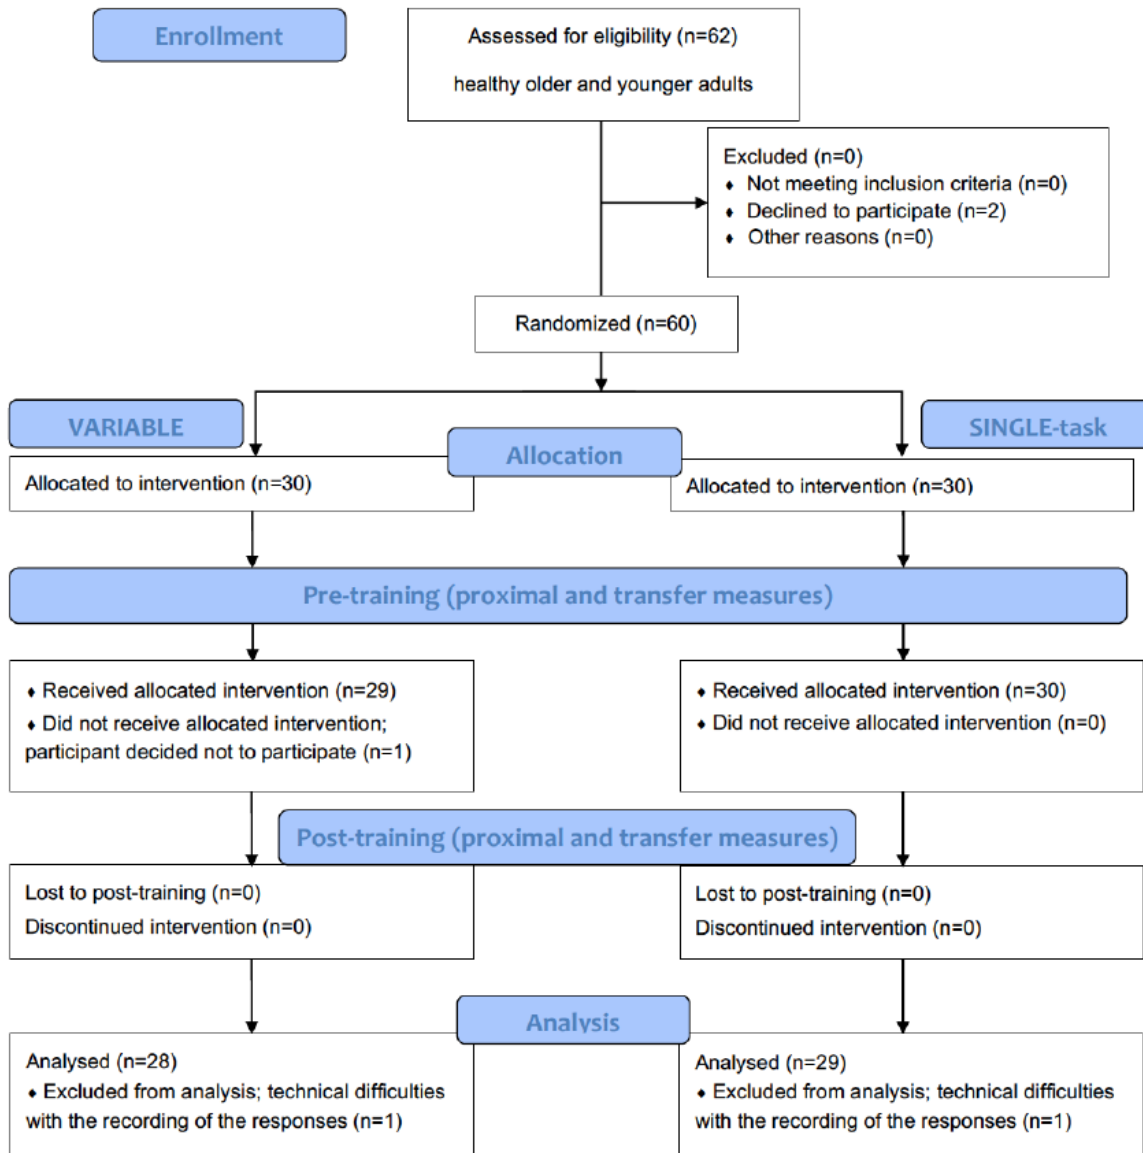 Enrollment
Assessed for eligibility (n=62)
healthy older and younger adults
Excluded (n=0)
♦ Not meeting inclusion criteria (n=0)
♦ Declined to participate (n=2)
♦ Other reasons (n=0)
Randomized (n=60)
VARIABLE
SINGLE-task
Allocation
Allocated to intervention (n=30)
Allocated to intervention (n=30)
Pre-training (proximal and transfer measures)
♦ Received allocated intervention (n=29)
♦ Did not receive allocated intervention;
participant decided not to participate (n=1)
♦ Received allocated intervention (n=30)
♦ Did not receive allocated intervention (n=0)
Post-training (proximal and transfer measures)
Lost to post-training (n=0)
Discontinued intervention (n=0)
Lost to post-training (n=0)
Discontinued intervention (n=0)
Analysis
Analysed (n=28)
♦ Excluded from analysis; technical difficulties
with the recording of the responses (n=1)
Analysed (n=29)
♦ Excluded from analysis; technical difficulties
with the recording of the responses (n=1)